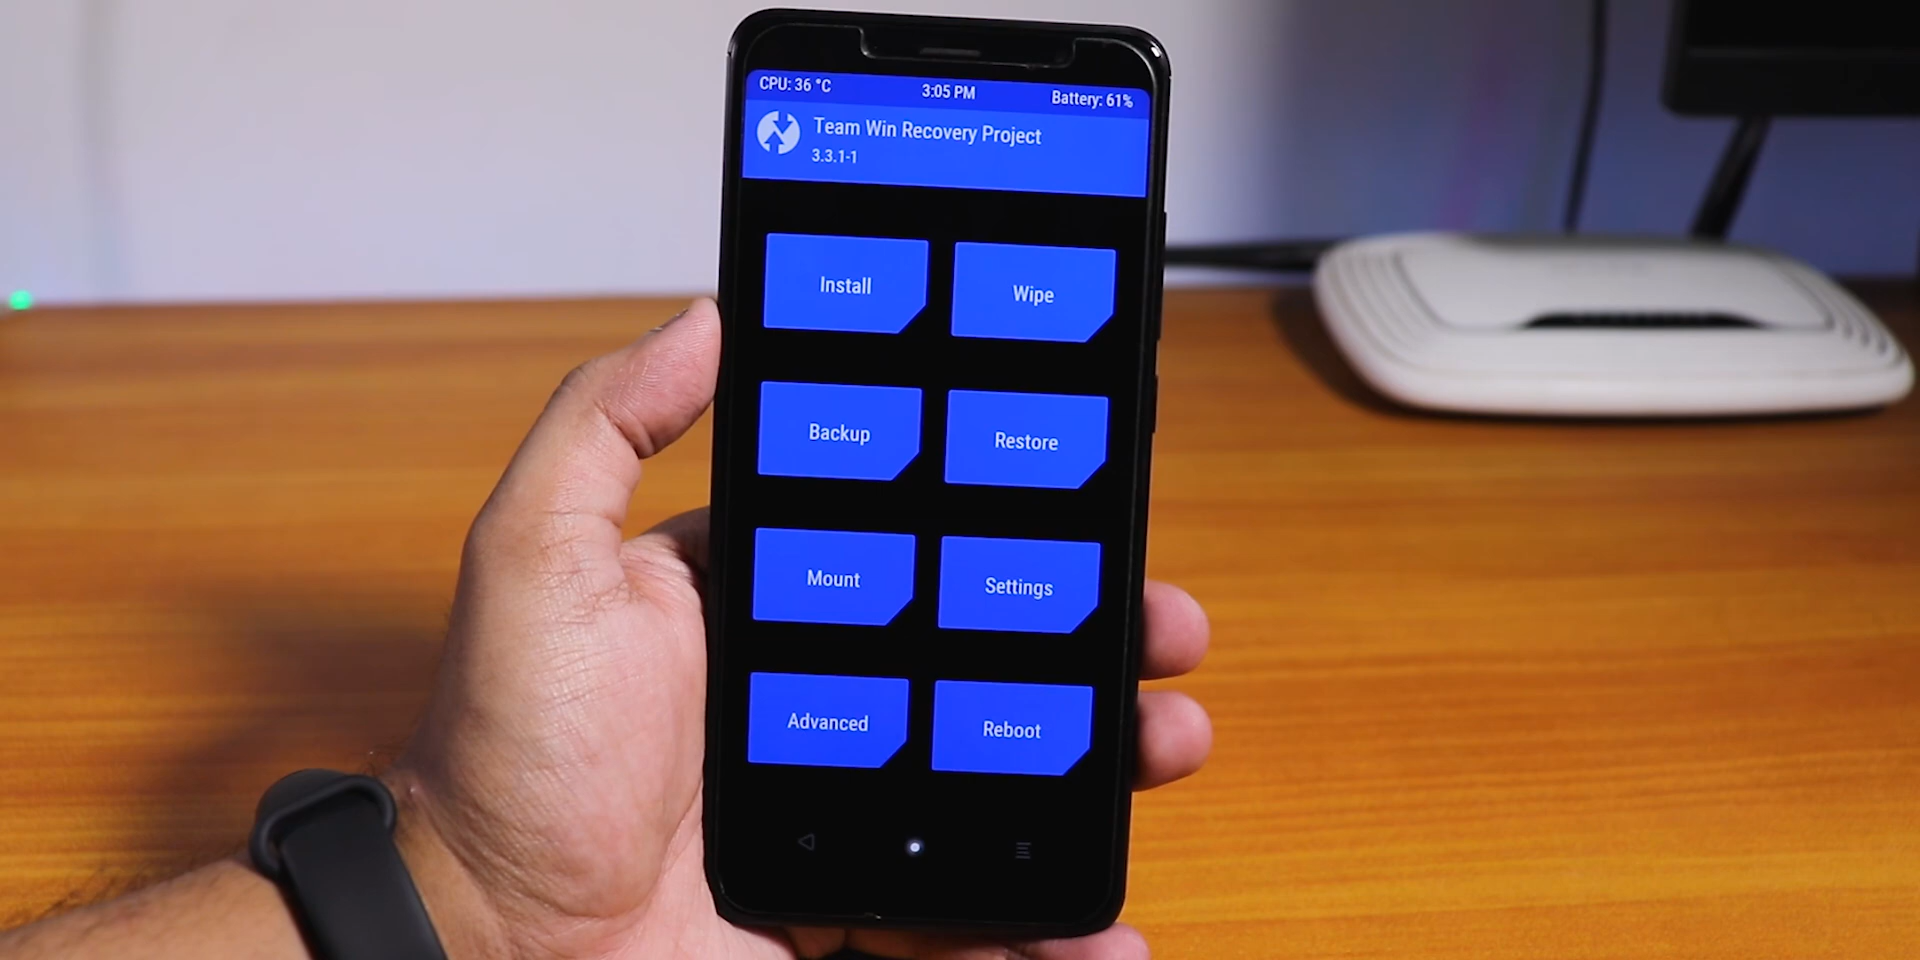 CPU: 36 °C 3:05 PM Battery: 61%
Team Win Recovery Project
3.3.1-1
Install Wipe
Backup Restore
Mount Settings
Advanced Reboot